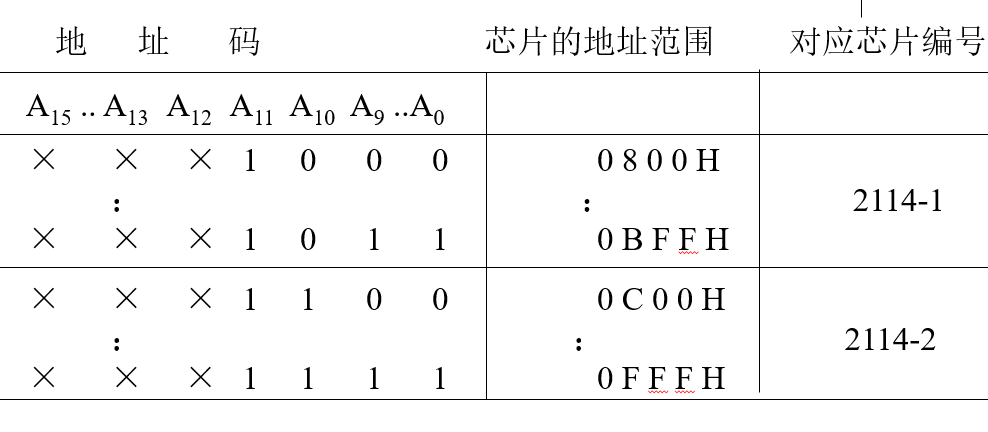 地 址 码 芯片的地址范围 对应芯片编号
A15 .. A13 A12 A11 A10 A9 ..A0
× × × 1 0 0 0 0800H
: : 2114-1
× × × 1 0 1 1 0BFFH
× × × 1 1 0 0 0C00H
: : 2114-2
× × × 1 1 1 1 0FFFH